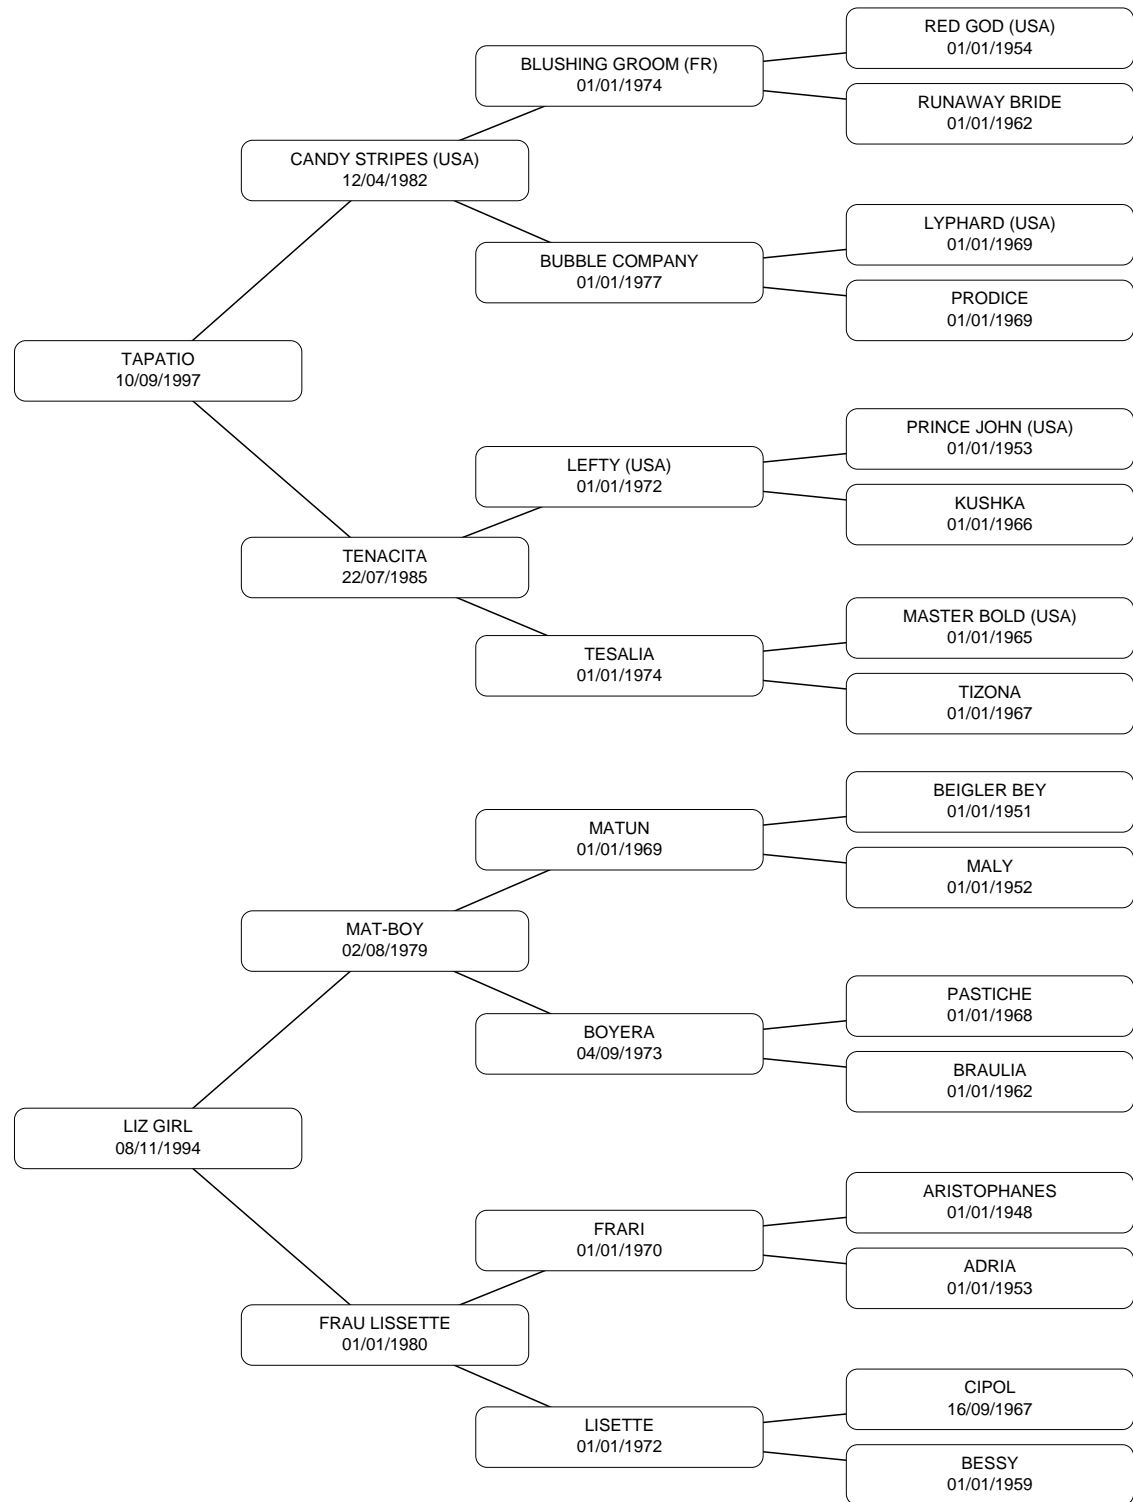 RED GOD (USA)
01/01/1954
BLUSHING GROOM (FR)
01/01/1974
RUNAWAY BRIDE
01/01/1962
CANDY STRIPES (USA)
12/04/1982
LYPHARD (USA)
01/01/1969
BUBBLE COMPANY
01/01/1977
PRODICE
01/01/1969
TAPATIO
10/09/1997
PRINCE JOHN (USA)
01/01/1953
LEFTY (USA)
01/01/1972
KUSHKA
01/01/1966
TENACITA
22/07/1985
MASTER BOLD (USA)
01/01/1965
TESALIA
01/01/1974
TIZONA
01/01/1967
BEIGLER BEY
01/01/1951
MATUN
01/01/1969
MALY
01/01/1952
MAT-BOY
02/08/1979
PASTICHE
01/01/1968
BOYERA
04/09/1973
BRAULIA
01/01/1962
LIZ GIRL
08/11/1994
ARISTOPHANES
01/01/1948
FRARI
01/01/1970
ADRIA
01/01/1953
FRAU LISSETTE
01/01/1980
CIPOL
16/09/1967
LISETTE
01/01/1972
BESSY
01/01/1959